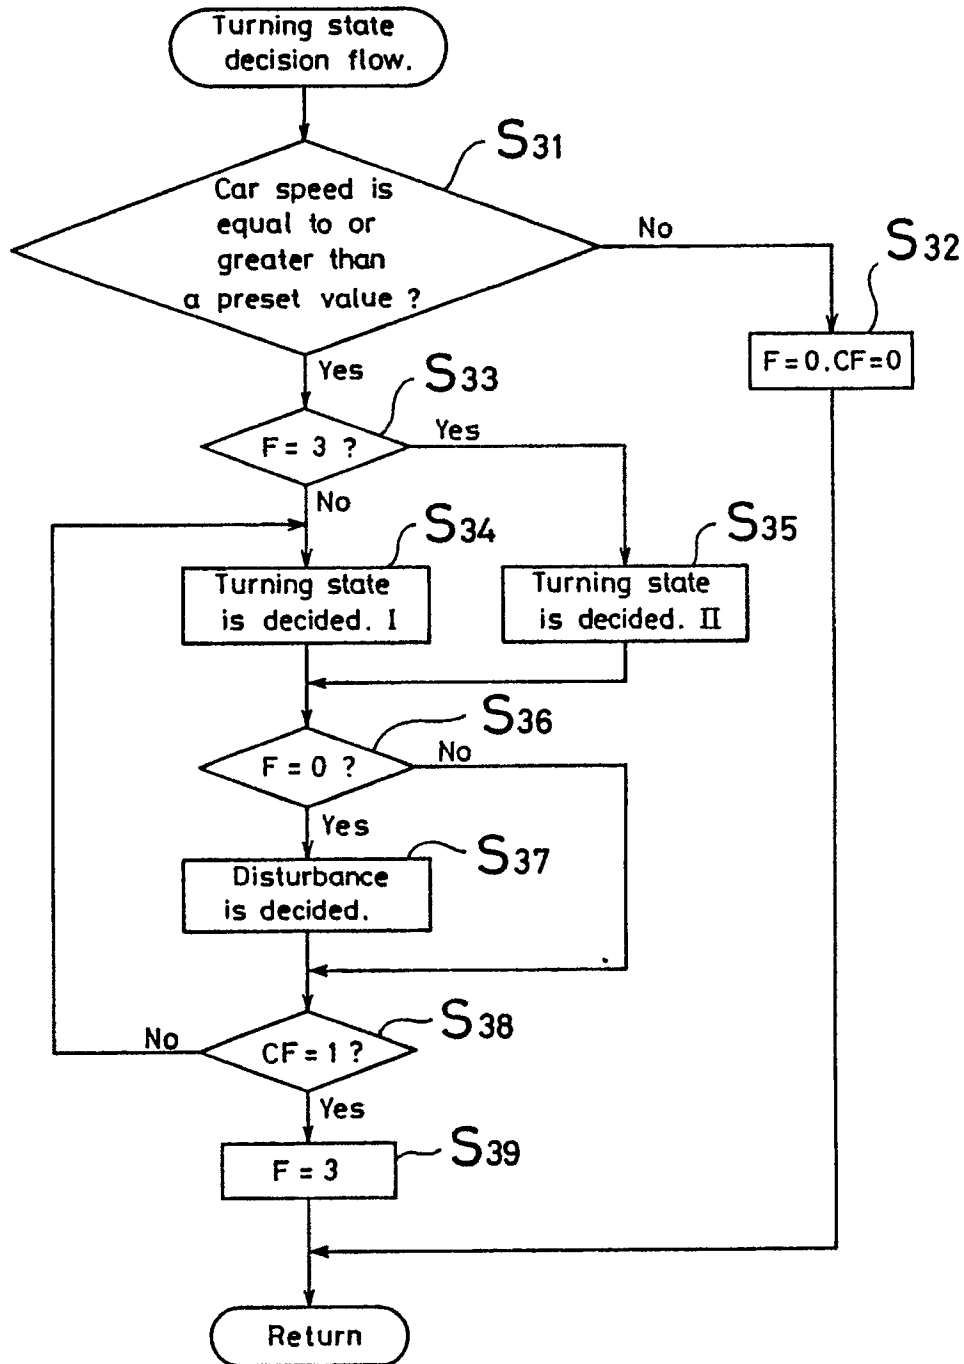 Turning state
decision flow.
S31
Car speed is
equal to or
greater than
a preset value ?
No
S32
F=0.CF=0
Yes
S33
F= 3 ?
Yes
No
S34
S35
Turning state
is decided. I
Turning state
is decided. II
S36
F = 0 ?
No
Yes
S37
Disturbance
is decided.
S38
CF=1 ?
No
Yes
S39
F = 3
Return